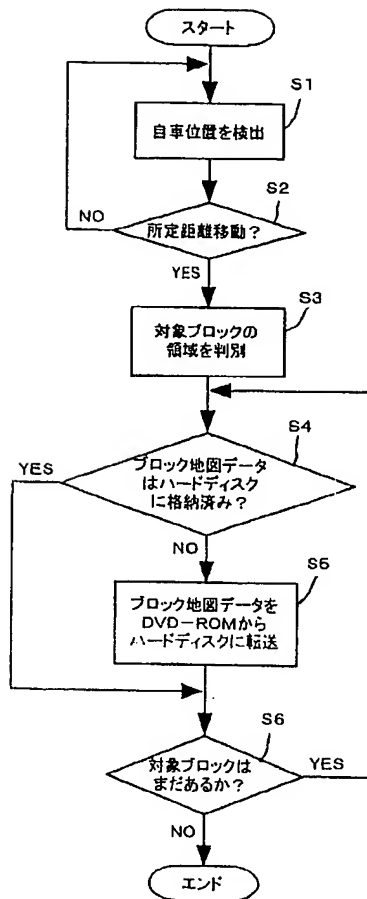 スタート
S1
自車位置を検出
S2
NO
所定距離移動？
YES
S3
対象ブロックの
領域を判別
S4
YES
ブロック地図データ
はハードディスク
に格納済み？
NO
S5
ブロック地図データを
DVD－ROMから
ハードディスクに転送
S6
対象ブロックは
まだあるか？
YES
NO
エンド